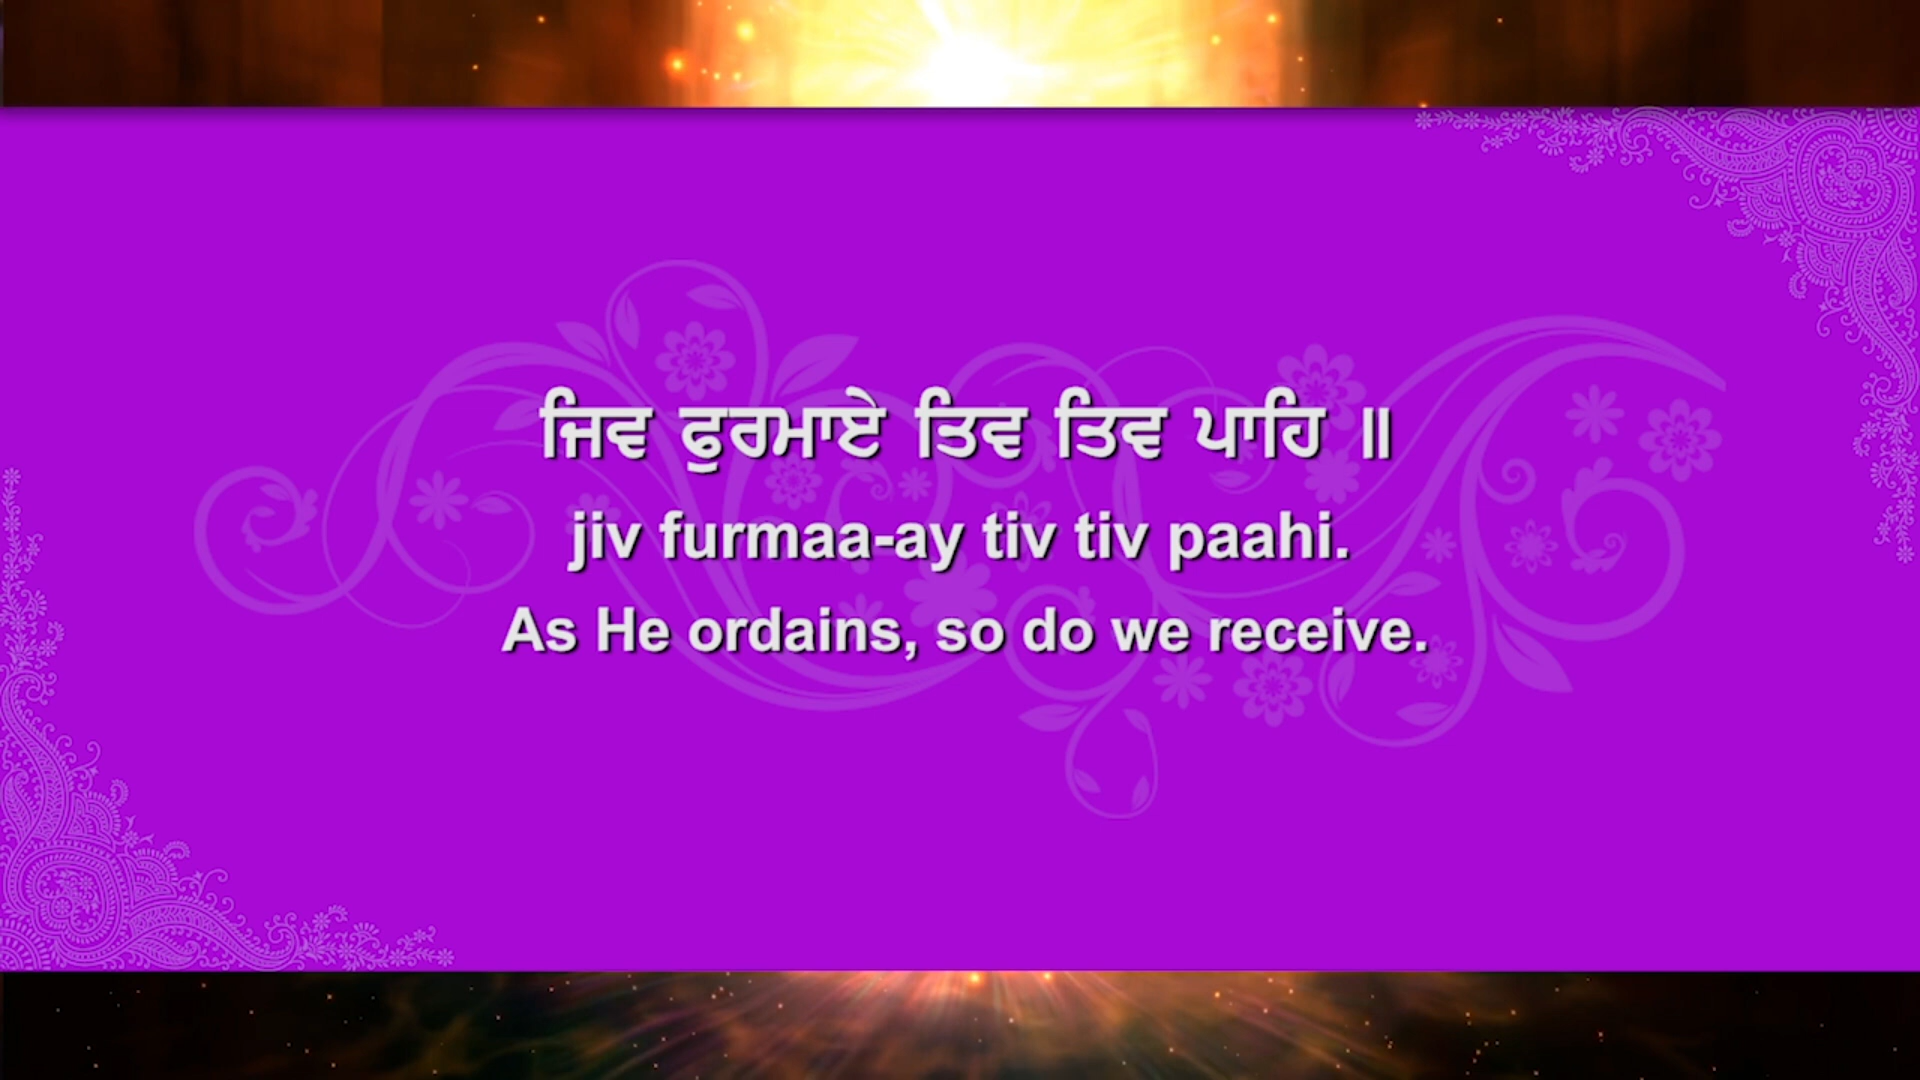 ਜਿਵ ਫੁਰਮਾਏ ਤਿਵ ਤਿਵ ਪਾਹਿ ॥
jiv furmaa-ay tiv tiv paahi.
As He ordains, so do we receive.